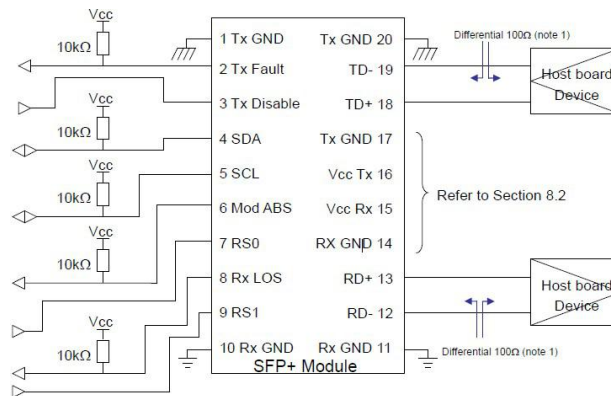 Vcc
10kΩ
Vcc
10kΩ
Vcc
10kΩ
Vcc
10kΩ
Vcc
10kΩ
1 Tx GND
2 Tx Fault
3 Tx Disable
4 SDA
5 SCL
6 Mod ABS
7 RS0
8 Rx LOS
9 RS1
10 Rx GND
Tx GND 20
TD- 19
TD+ 18
Tx GND 17
Vcc Tx 16
Vcc Rx 15
RX GND 14
RD+ 13
RD- 12
Rx GND 11
SFP+ Module
Differential 100Ω (note 1)
Host board
Device
Refer to Section 8.2
Host board
Device
Differential 100Ω (note 1)